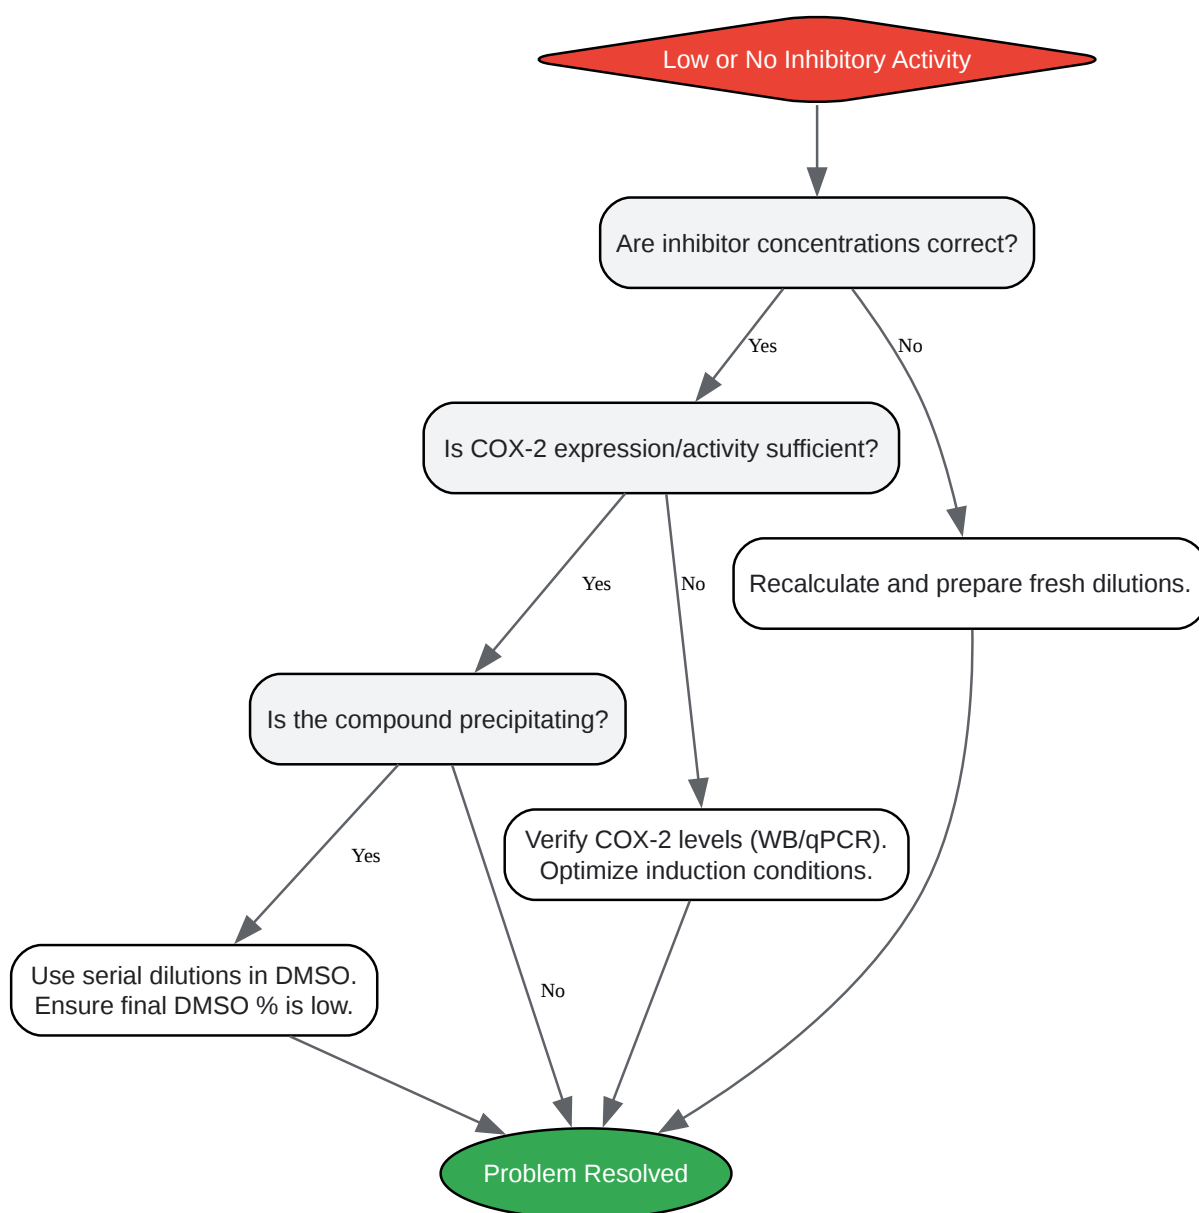 Low or No Inhibitory Activity
Are inhibitor concentrations correct?
Yes
No
Is COX-2 expression/activity sufficient?
Yes
No
Recalculate and prepare fresh dilutions.
Is the compound precipitating?
Verify COX-2 levels (WB/qPCR).
Optimize induction conditions.
Yes
No
Use serial dilutions in DMSO.
Ensure final DMSO % is low.
Problem Resolved